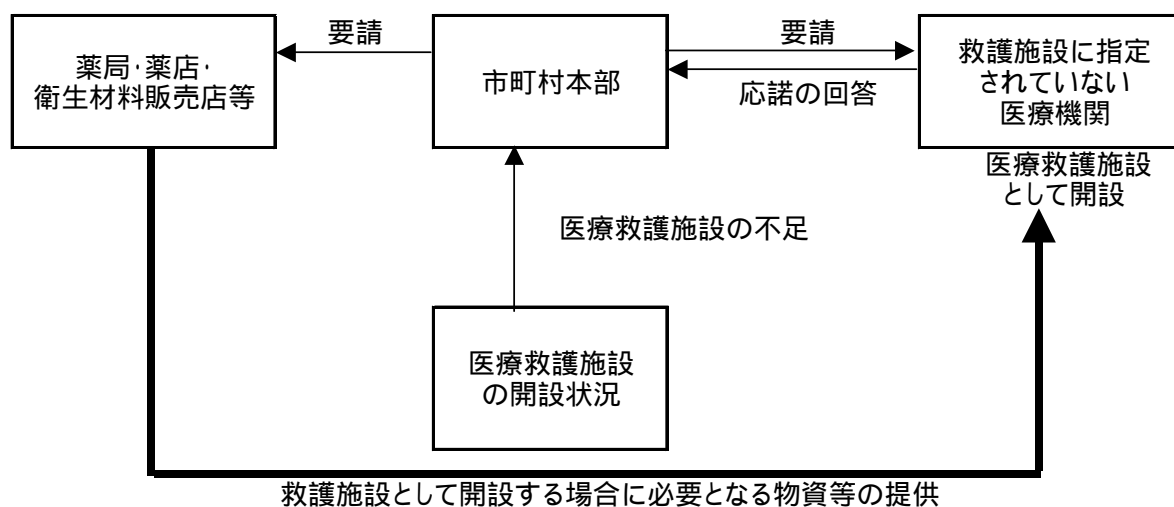 要請
要請
薬局・薬店・
衛生材料販売店等
市町村本部
救護施設に指定
されていない
医療機関
応諾の回答
医療救護施設
として開設
医療救護施設の不足
医療救護施設
の開設状況
救護施設として開設する場合に必要となる物資等の提供